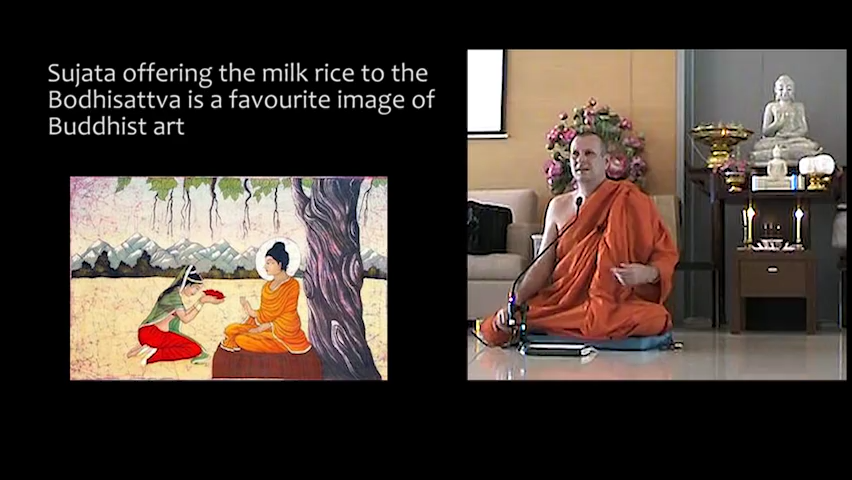 Sujata offering the milk rice to the
Bodhisattva is a favourite image of
Buddhist art